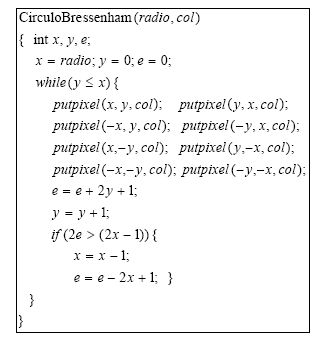 CirculoBressenham(radio, col)
{ int x, y, e;
x = radio; y = 0; e = 0;
while(y ≤ x){
putpixel(x, y, col); putpixel(y, x, col);
putpixel(−x, y, col); putpixel(−y, x, col);
putpixel(x,−y, col); putpixel(y,−x, col);
putpixel(−x,−y, col); putpixel(−y,−x, col);
e = e + 2y + 1;
y = y + 1;
if(2e > (2x − 1)){
x = x − 1;
e = e − 2x + 1; }
}
}